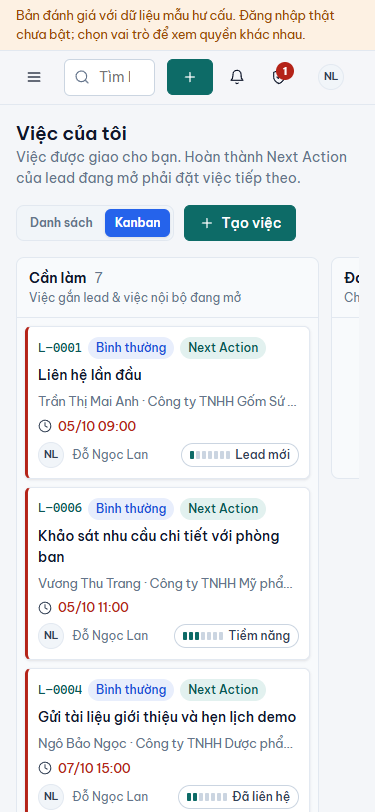 Bản đánh giá với dữ liệu mẫu hư cấu. Đăng nhập thật
chưa bật; chọn vai trò để xem quyền khác nhau.
Tìm
1
NL
Việc của tôi
Việc được giao cho bạn. Hoàn thành Next Action
của lead đang mở phải đặt việc tiếp theo.
Danh sách
Kanban
Tạo việc
Cần làm 7
Việc gắn lead & việc nội bộ đang mở
L-0001 Bình thường Next Action
Liên hệ lần đầu
Trần Thị Mai Anh · Công ty TNHH Gốm Sứ ...
05/10 09:00
NL Đỗ Ngọc Lan Lead mới
L-0006 Bình thường Next Action
Khảo sát nhu cầu chi tiết với phòng
ban
Vương Thu Trang · Công ty TNHH Mỹ phẩ...
05/10 11:00
NL Đỗ Ngọc Lan Tiềm năng
L-0004 Bình thường Next Action
Gửi tài liệu giới thiệu và hẹn lịch demo
Ngô Bảo Ngọc · Công ty TNHH Dược phẩ...
07/10 15:00
NL Đỗ Ngọc Lan Đã liên hệ